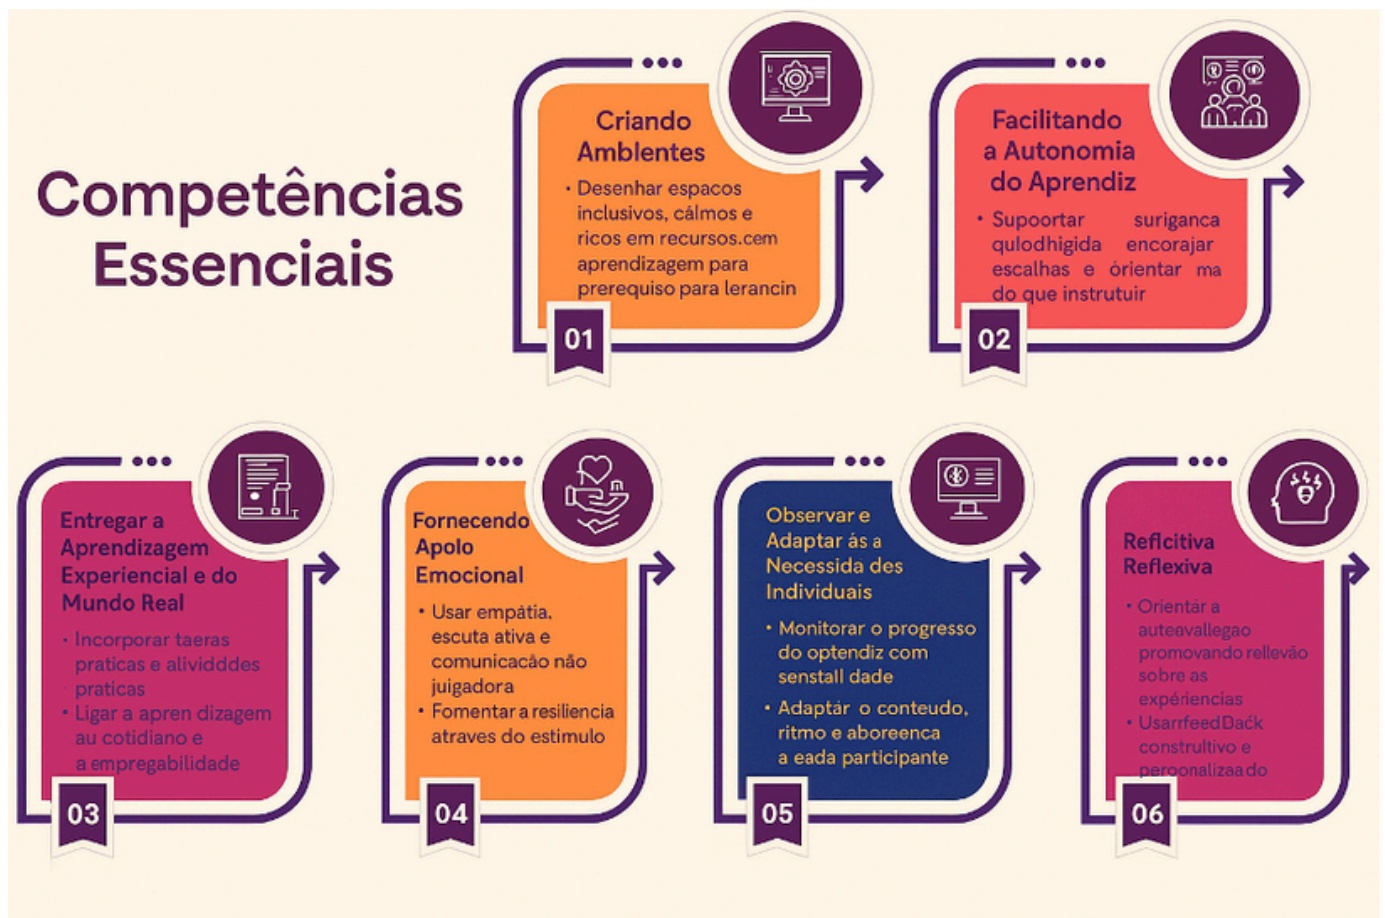 Competências
Essenciais
Criando
Amblentes
• Desenhar espacos
inclusivos, cálmos e
ricos em recursos.cem
aprendizagem para
prerequiso para lerancin
01
Facilitando
a Autonomia
do Aprendiz
• Supoortar suriganca
qulodhigida encorajar
escalhas e órientar ma
do que instrutuir
02
Entregar a
Aprendizagem
Experiencial e do
Mundo Real
• Incorporar taeras
praticas e alividddes
praticas
• Ligar a apren dizagem
au cotidiano e
a empregabilidade
03
Fornecendo
Apolo
Emocional
• Usar empátia,
escuta ativa e
comunicacão não
juigadora
• Fomentar a resiliencia
atraves do estimulo
04
Observar e
Adaptar ás a
Necessida des
Individuais
• Monitorar o progresso
do optendiz com
senstall dade
• Adaptár o conteudo,
ritmo e aboreenca
a eada participante
05
Reflcitiva
Reflexiva
• Orientár a
auteavallegao
promovando rellevão
sobre as
expériencias
• UsarrfeedDaćk
construltivo e
peroonalizaa do
06